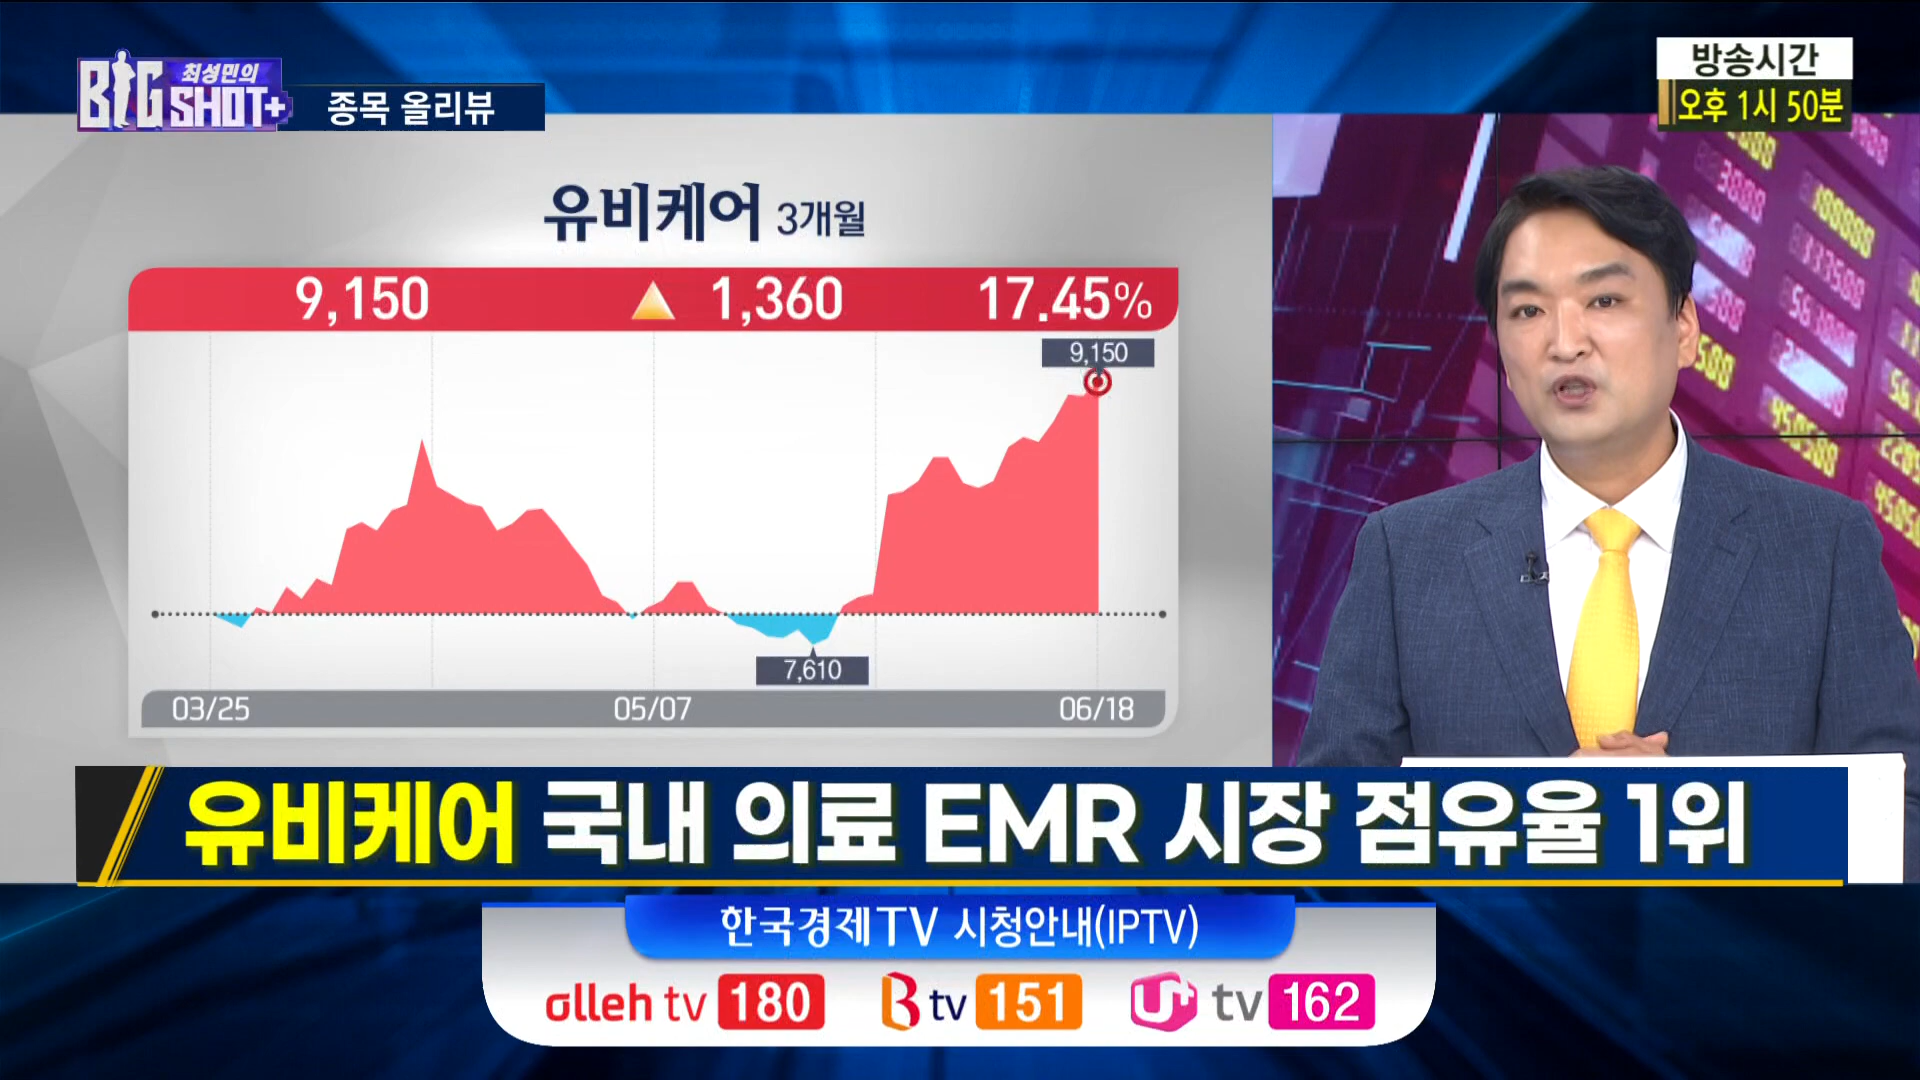 최성민의
BIG SHOT+
종목 올리뷰
방송시간
오후 1시 50분
유비케어 3개월
9,150 ▲ 1,360 17.45%
9,150
7,610
03/25 05/07 06/18
유비케어 국내 의료 EMR 시장 점유율 1위
한국경제TV 시청안내(IPTV)
olleh tv 180 B tv 151 U+ tv 162